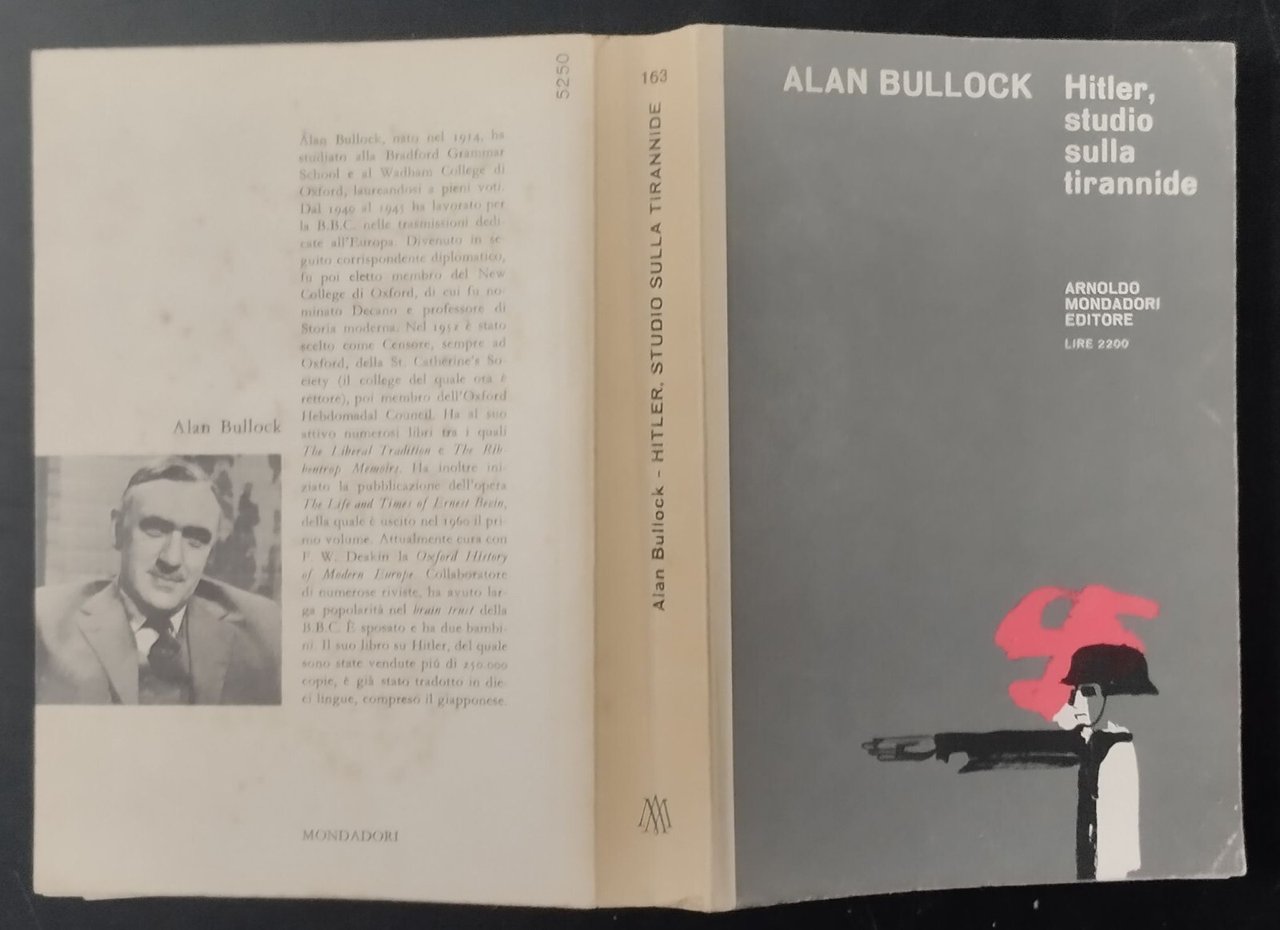 5250
Alan Bullock, nato nel 1914, ha
studiato alla Bradford Grammar
School e al Wadham College di
Oxford, laureandosi a pieni voti.
Dal 1940 al 1945 ha lavorato per
la B.B.C. nelle trasmissioni dedi-
cate all'Europa. Divenuto in se-
guito corrispondente diplomatico,
fu poi eletto membro del New
College di Oxford, di cui fu no-
minato Decano e professore di
Storia moderna. Nel 1952 è stato
scelto come Censore, sempre ad
Oxford, della St. Catherine's So-
ciety (il college del quale ora è
rettore), poi membro dell'Oxford
Hebdomadal Council. Ha al suo
attivo numerosi libri tra i quali
The Liberal Tradition e The Rib-
bentrop Memoirs. Ha inoltre ini-
ziato la pubblicazione dell'opera
The Life and Times of Ernest Bevin,
della quale è uscito nel 1960 il pri-
mo volume. Attualmente cura con
F. W. Deakin la Oxford History
of Modern Europe. Collaboratore
di numerose riviste, ha avuto lar-
ga popolarità nel brain trust della
B.B.C. È sposato e ha due bambi-
ni. Il suo libro su Hitler, del quale
sono state vendute più di 250.000
copie, è già stato tradotto in die-
ci lingue, compreso il giapponese.
Alan Bullock
MONDADORI
163
Alan Bullock - HITLER, STUDIO SULLA TIRANNIDE
ALAN BULLOCK
Hitler,
studio
sulla
tirannide
ARNOLDO
MONDADORI
EDITORE
LIRE 2200